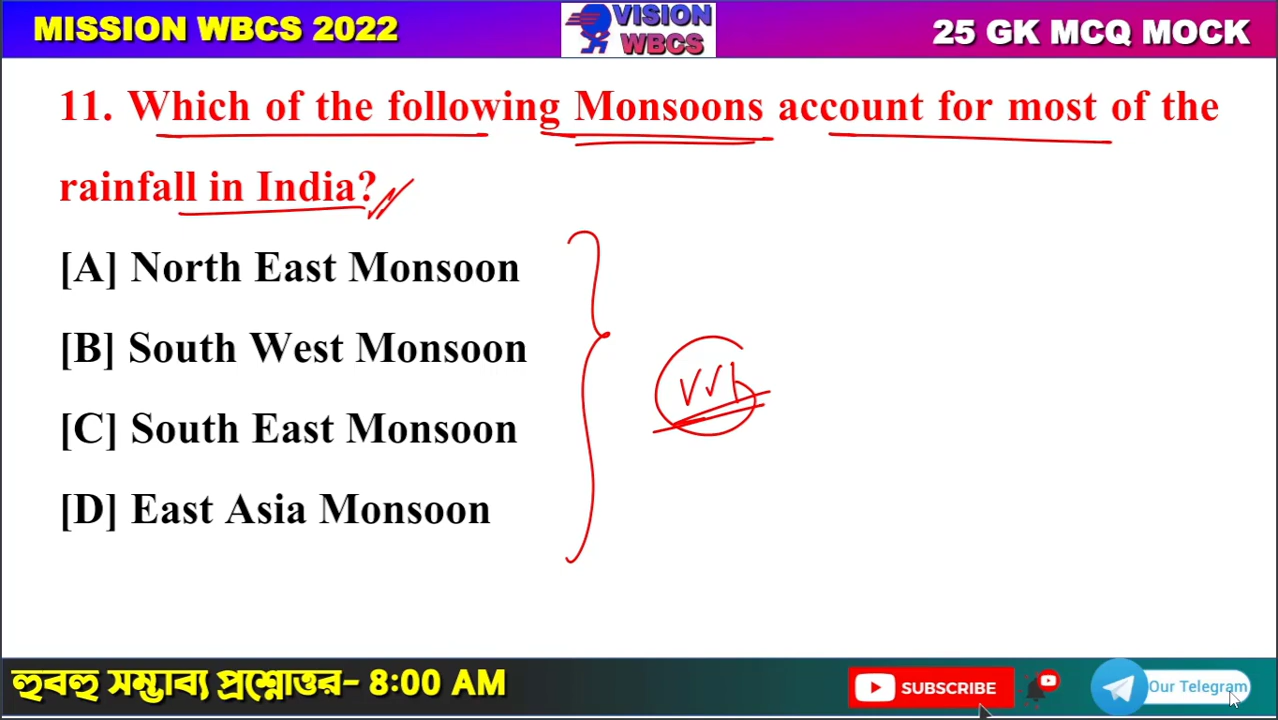 MISSION WBCS 2022
VISION
WBCS
25 GK MCQ MOCK
11. Which of the following Monsoons account for most of the
rainfall in India?
[A] North East Monsoon
[B] South West Monsoon
[C] South East Monsoon
[D] East Asia Monsoon
হুবহু সম্ভাব্য প্রশ্নোত্তর- 8:00 AM
SUBSCRIBE
Our Telegram